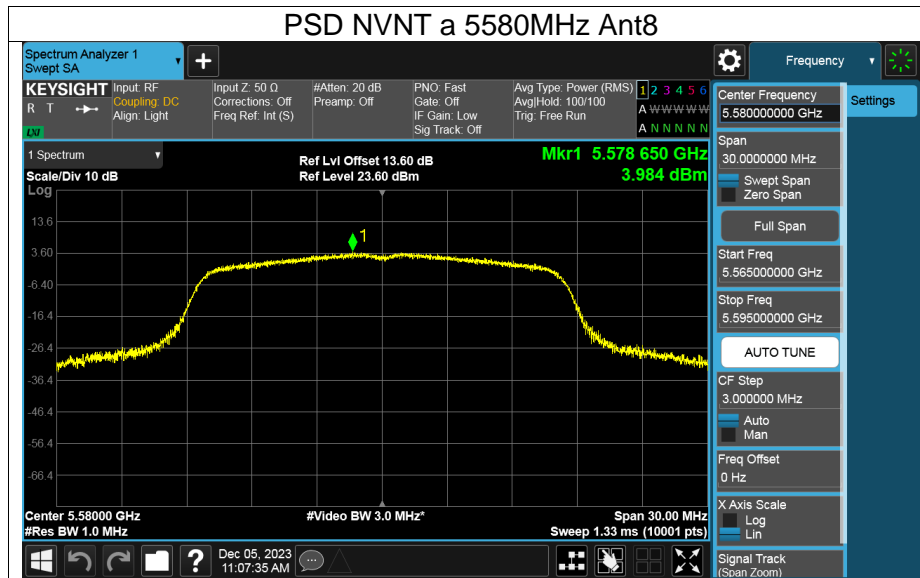 PSD NVNT a 5580MHz Ant8
Spectrum Analyzer 1
Swept SA
+
Frequency
KEYSIGHT
R T
LXI
Input: RF
Coupling: DC
Align: Light
Input Z: 50 Ω
Corrections: Off
Freq Ref: Int (S)
#Atten: 20 dB
Preamp: Off
PNO: Fast
Gate: Off
IF Gain: Low
Sig Track: Off
Avg Type: Power (RMS)
Avg|Hold: 100/100
Trig: Free Run
1 2 3 4 5 6
A W W W W W
A N N N N N
1 Spectrum
Scale/Div 10 dB
Log
Ref Lvl Offset 13.60 dB
Ref Level 23.60 dBm
Mkr1 5.578 650 GHz
3.984 dBm
1
13.6
3.60
-6.40
-16.4
-26.4
-36.4
-46.4
-56.4
-66.4
Center 5.58000 GHz
#Res BW 1.0 MHz
#Video BW 3.0 MHz*
Span 30.00 MHz
Sweep 1.33 ms (10001 pts)
Center Frequency
5.580000000 GHz
Span
30.0000000 MHz
Swept Span
Zero Span
Full Span
Start Freq
5.565000000 GHz
Stop Freq
5.595000000 GHz
AUTO TUNE
CF Step
3.000000 MHz
Auto
Man
Freq Offset
0 Hz
X Axis Scale
Log
Lin
Signal Track
(Span Zoom)
Settings
?
Dec 05, 2023
11:07:35 AM